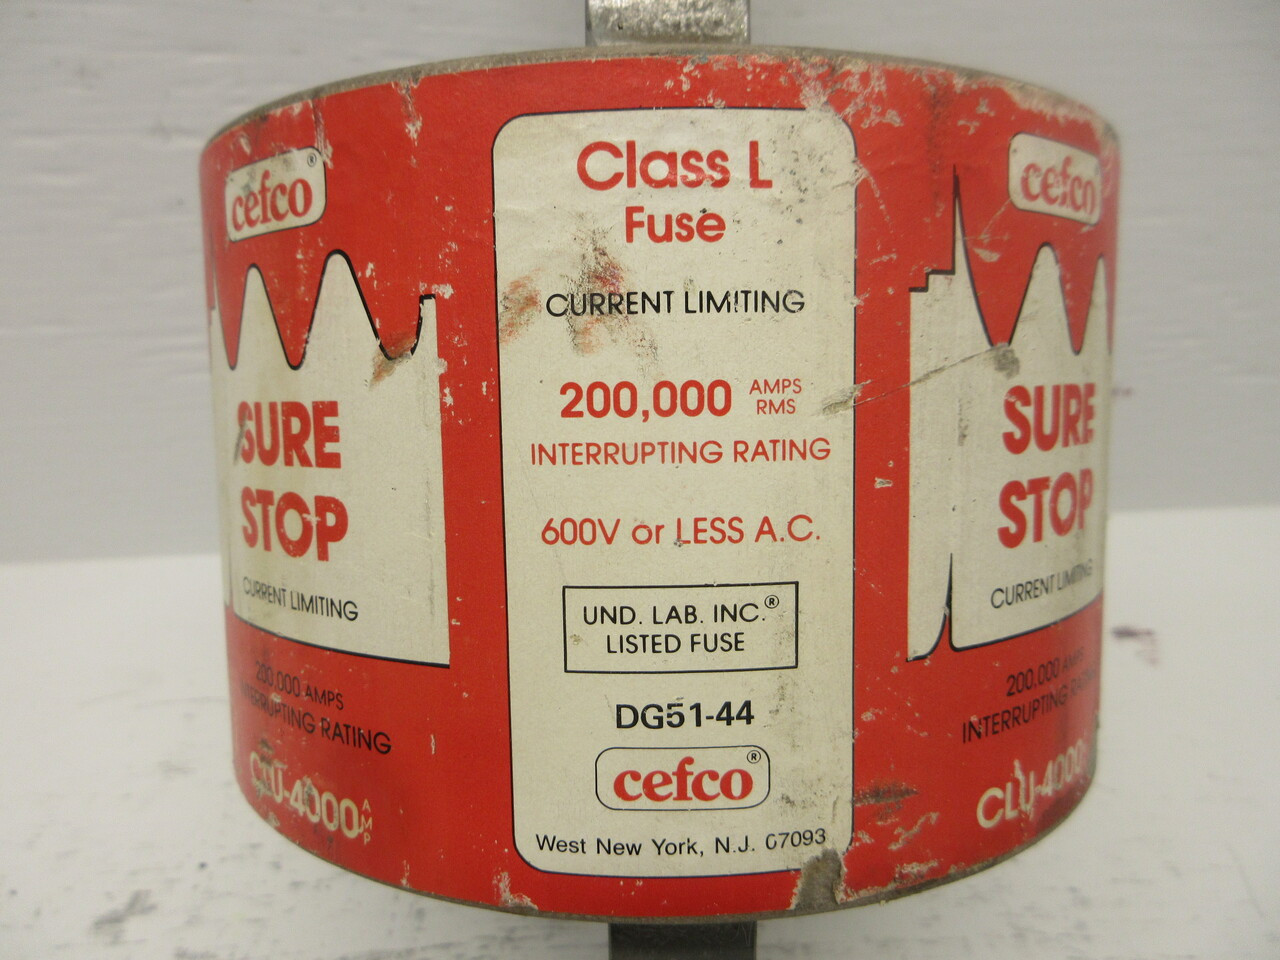 cefco®
SURE
STOP
CURRENT LIMITING
200,000 AMPS
INTERRUPTING RATING
CLU-4000 AMP
Class L
Fuse
CURRENT LIMITING
200,000 AMPS
RMS
INTERRUPTING RATING
600V or LESS A.C.
UND. LAB. INC.®
LISTED FUSE
DG51-44
cefco®
West New York, N.J. 07093
cefco
SURE
STOP
CURRENT LIMITING
200,000 AMPS
INTERRUPTING RATING
CLU-4000